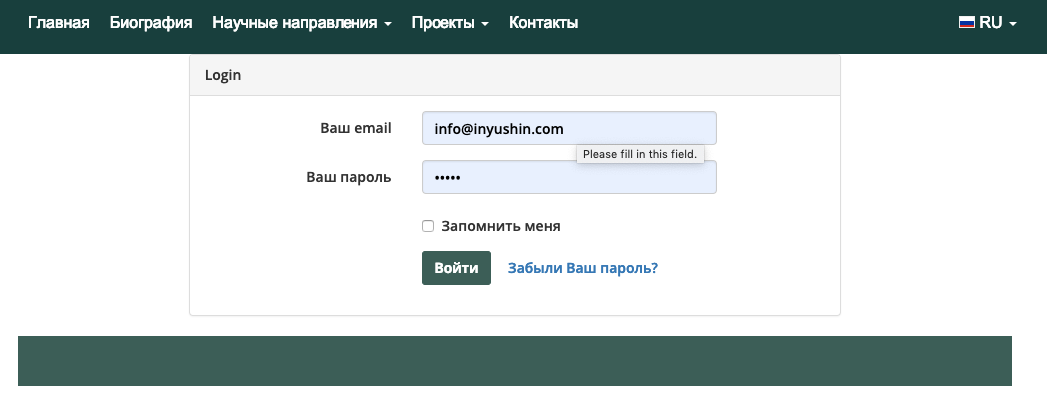 Главная Биография Научные направления Проекты Контакты RU
Login
Ваш email info@inyushin.com
Please fill in this field.
Ваш пароль •••••
Запомнить меня
Войти Забыли Ваш пароль?